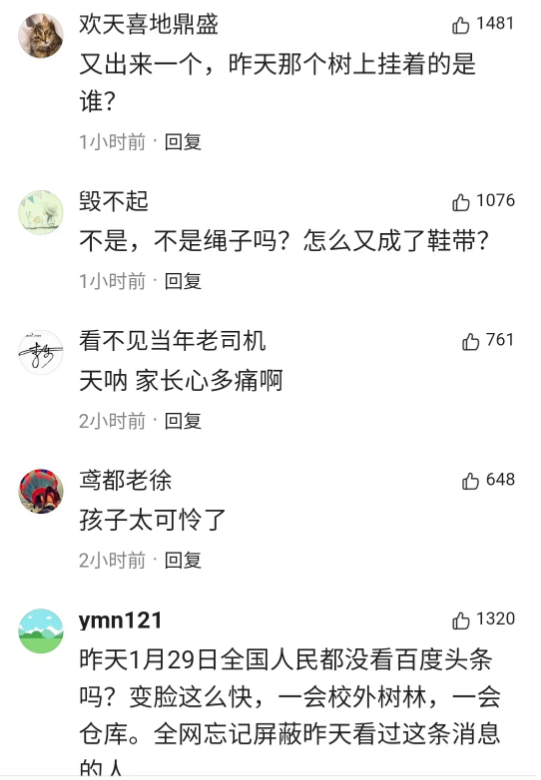 欢天喜地鼎盛 1481
又出来一个，昨天那个树上挂着的是
谁？
1小时前 · 回复
毁不起 1076
不是，不是绳子吗？怎么又成了鞋带？
1小时前 · 回复
看不见当年老司机 761
天呐 家长心多痛啊
2小时前 · 回复
鸢都老徐 648
孩子太可怜了
2小时前 · 回复
ymn121 1320
昨天1月29日全国人民都没看百度头条
吗？变脸这么快，一会校外树林，一会
仓库。全网忘记屏蔽昨天看过这条消息
的人